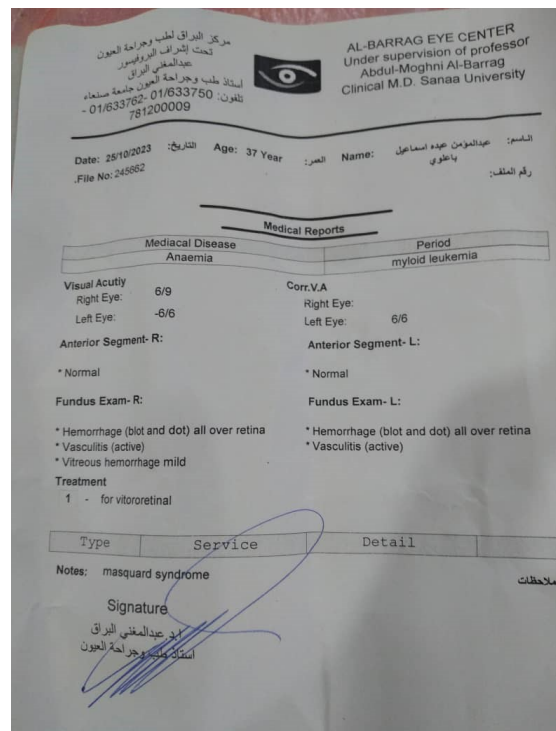 مركز البراق لطب وجراحة العيون
تحت إشراف البروفيسور
عبدالمغني البراق
أستاذ طب وجراحة العيون جامعة صنعاء
تلفون: 01/633750 -01/633762 -
781200009
AL-BARRAG EYE CENTER
Under supervision of professor
Abdul-Moghni Al-Barrag
Clinical M.D. Sanaa University
Date: 25/10/2023 التاريخ: Age: 37 Year العمر: Name: عبدالمؤمن عبده اسماعيل باعلوي الاسم:
.File No: 245862 رقم الملف:
Medical Reports
Mediacal Disease Period
Anaemia myloid leukemia
Visual Acutiy Corr.V.A
Right Eye: 6/9 Right Eye:
Left Eye: -6/6 Left Eye: 6/6
Anterior Segment- R: Anterior Segment- L:
* Normal * Normal
Fundus Exam- R: Fundus Exam- L:
* Hemorrhage (blot and dot) all over retina * Hemorrhage (blot and dot) all over retina
* Vasculitis (active) * Vasculitis (active)
* Vitreous hemorrhage mild
Treatment
1 - for vitororetinal
Type Service Detail
Notes: masquard syndrome ملاحظات
Signature
ا.د. عبدالمغني البراق
استاذ طب وجراحة العيون